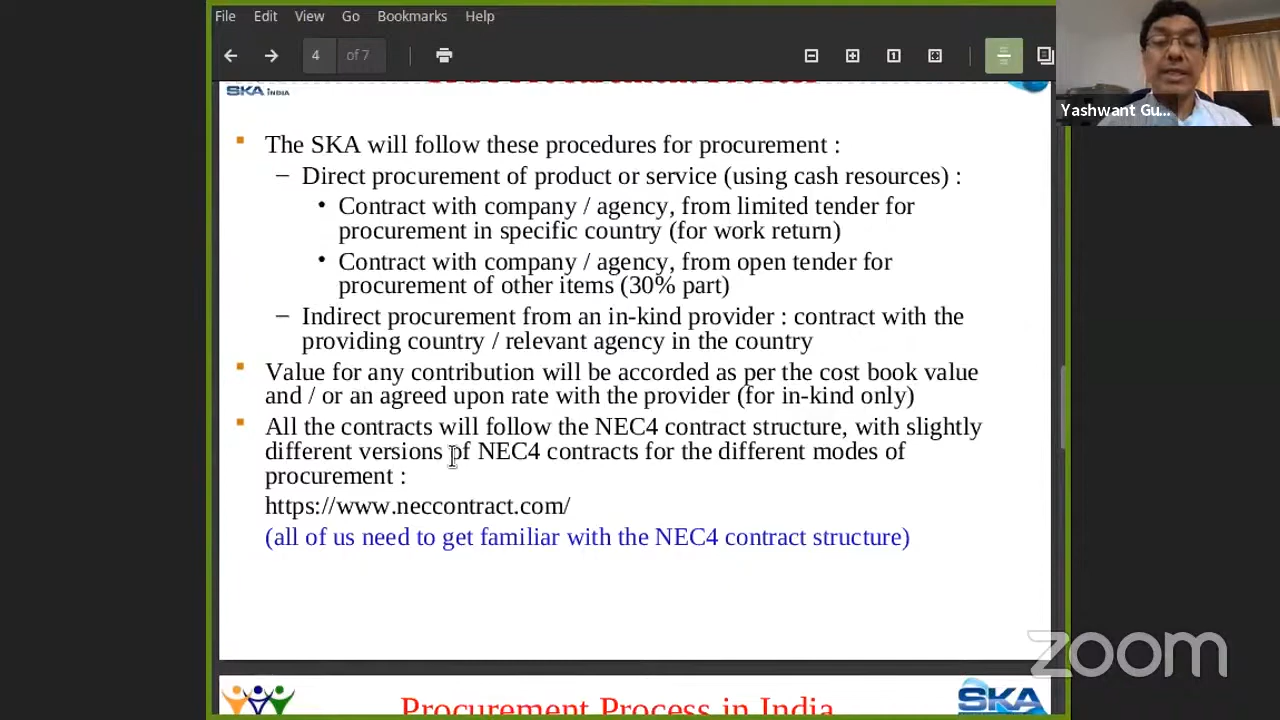 File Edit View Go Bookmarks Help
4 of 7
Yashwant Gu...
SKA INDIA
Procurement Process
The SKA will follow these procedures for procurement :
– Direct procurement of product or service (using cash resources) :
• Contract with company / agency, from limited tender for
procurement in specific country (for work return)
• Contract with company / agency, from open tender for
procurement of other items (30% part)
– Indirect procurement from an in-kind provider : contract with the
providing country / relevant agency in the country
Value for any contribution will be accorded as per the cost book value
and / or an agreed upon rate with the provider (for in-kind only)
All the contracts will follow the NEC4 contract structure, with slightly
different versions of NEC4 contracts for the different modes of
procurement :
https://www.neccontract.com/
(all of us need to get familiar with the NEC4 contract structure)
zoom
Procurement Process in India
SKA